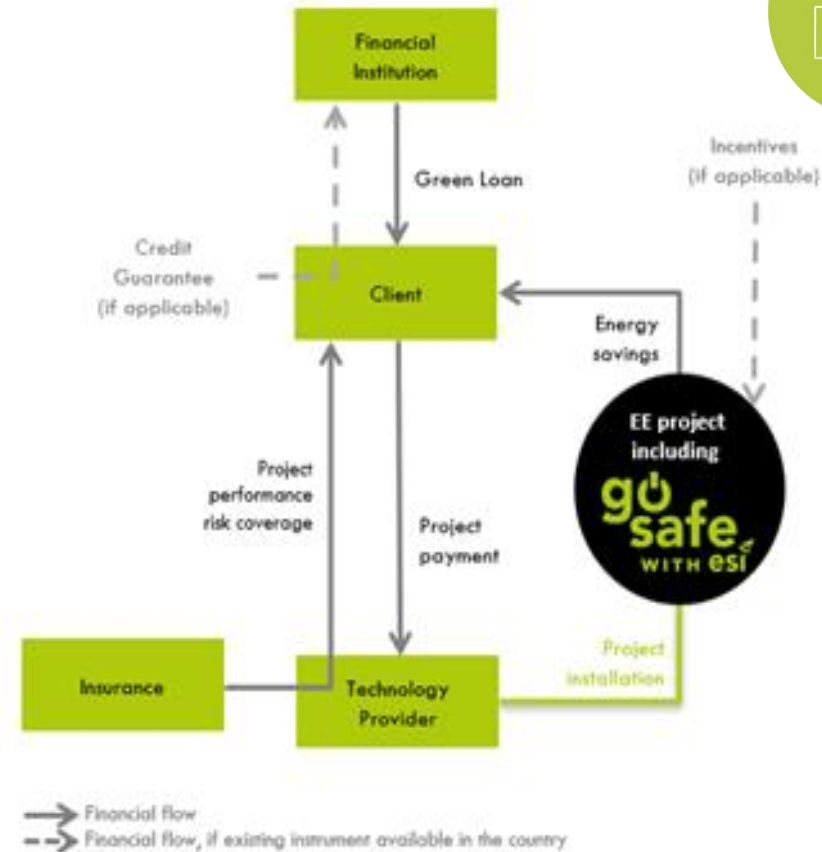 Financial
Institution
Green Loan
Incentives
(if applicable)
Credit
Guarantee
(if applicable)
Client
Energy
savings
EE project
including
go
safe
WITH esi
Project
performance
risk coverage
Project
payment
Project
installation
Insurance
Technology
Provider
Financial flow
Financial flow, if existing instrument available in the country